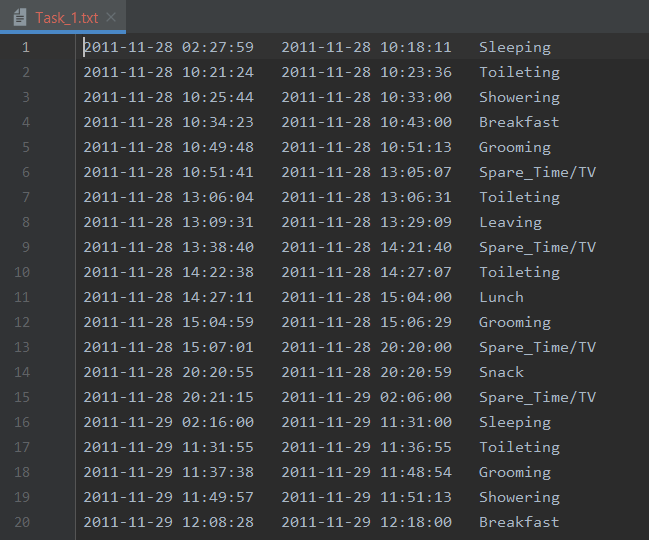 Task_1.txt
1 2011-11-28 02:27:59 2011-11-28 10:18:11 Sleeping
2 2011-11-28 10:21:24 2011-11-28 10:23:36 Toileting
3 2011-11-28 10:25:44 2011-11-28 10:33:00 Showering
4 2011-11-28 10:34:23 2011-11-28 10:43:00 Breakfast
5 2011-11-28 10:49:48 2011-11-28 10:51:13 Grooming
6 2011-11-28 10:51:41 2011-11-28 13:05:07 Spare_Time/TV
7 2011-11-28 13:06:04 2011-11-28 13:06:31 Toileting
8 2011-11-28 13:09:31 2011-11-28 13:29:09 Leaving
9 2011-11-28 13:38:40 2011-11-28 14:21:40 Spare_Time/TV
10 2011-11-28 14:22:38 2011-11-28 14:27:07 Toileting
11 2011-11-28 14:27:11 2011-11-28 15:04:00 Lunch
12 2011-11-28 15:04:59 2011-11-28 15:06:29 Grooming
13 2011-11-28 15:07:01 2011-11-28 20:20:00 Spare_Time/TV
14 2011-11-28 20:20:55 2011-11-28 20:20:59 Snack
15 2011-11-28 20:21:15 2011-11-29 02:06:00 Spare_Time/TV
16 2011-11-29 02:16:00 2011-11-29 11:31:00 Sleeping
17 2011-11-29 11:31:55 2011-11-29 11:36:55 Toileting
18 2011-11-29 11:37:38 2011-11-29 11:48:54 Grooming
19 2011-11-29 11:49:57 2011-11-29 11:51:13 Showering
20 2011-11-29 12:08:28 2011-11-29 12:18:00 Breakfast